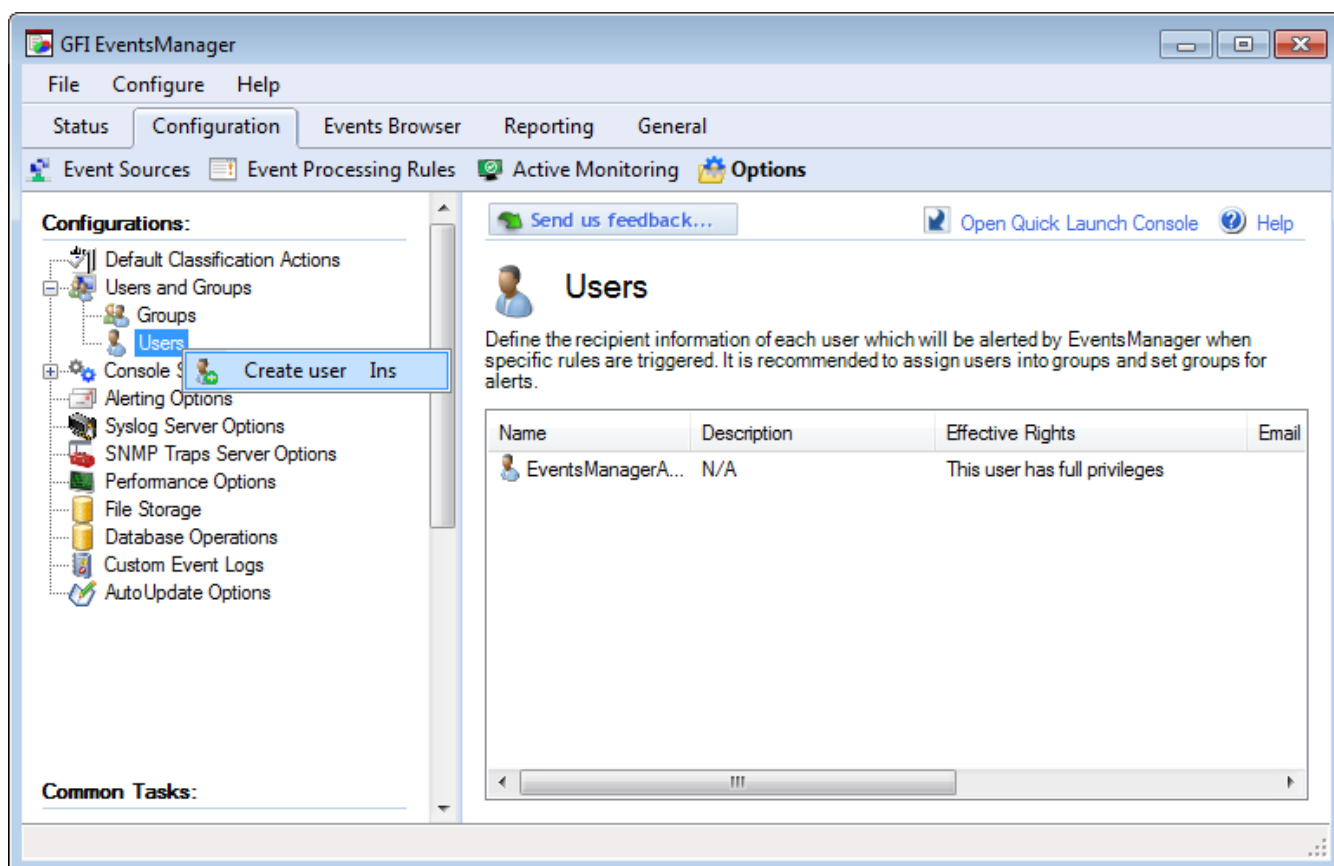 GFI EventsManager
File Configure Help
Status Configuration Events Browser Reporting General
Event Sources Event Processing Rules Active Monitoring Options
Configurations:
Default Classification Actions
Users and Groups
Groups
Users
Create user Ins
Console S
Alerting Options
Syslog Server Options
SNMP Traps Server Options
Performance Options
File Storage
Database Operations
Custom Event Logs
AutoUpdate Options
Common Tasks:
Send us feedback...
Open Quick Launch Console Help
Users
Define the recipient information of each user which will be alerted by EventsManager when
specific rules are triggered. It is recommended to assign users into groups and set groups for
alerts.
Name Description Effective Rights Email
EventsManagerA... N/A This user has full privileges